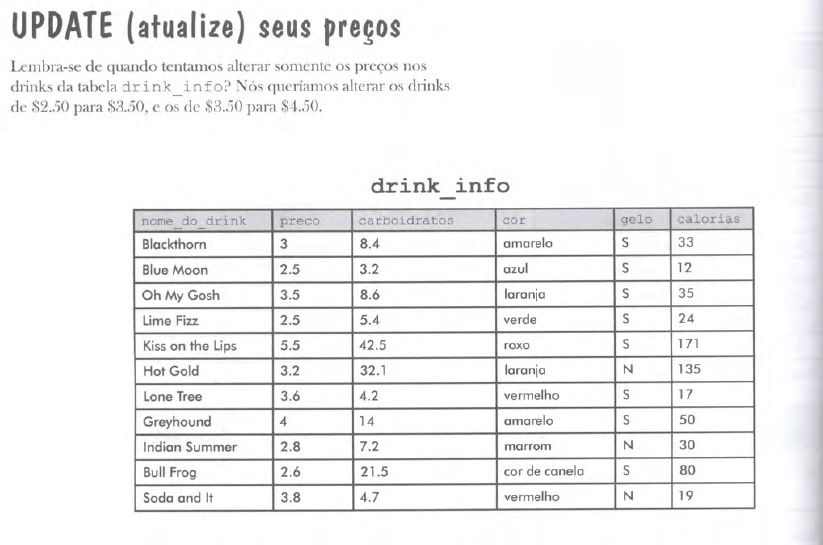 UPDATE (atualize) seus preços
Lembra-se de quando tentamos alterar somente os preços nos
drinks da tabela drink_info? Nós queríamos alterar os drinks
de $2.50 para $3.50, e os de $3.50 para $4.50.
drink_info
nome_do_drink preco carboidratos cor gelo calorias
Blackthorn 3 8.4 amarelo S 33
Blue Moon 2.5 3.2 azul S 12
Oh My Gosh 3.5 8.6 laranja S 35
Lime Fizz 2.5 5.4 verde S 24
Kiss on the Lips 5.5 42.5 roxo S 171
Hot Gold 3.2 32.1 laranja N 135
Lone Tree 3.6 4.2 vermelho S 17
Greyhound 4 14 amarelo S 50
Indian Summer 2.8 7.2 marrom N 30
Bull Frog 2.6 21.5 cor de canela S 80
Soda and It 3.8 4.7 vermelho N 19